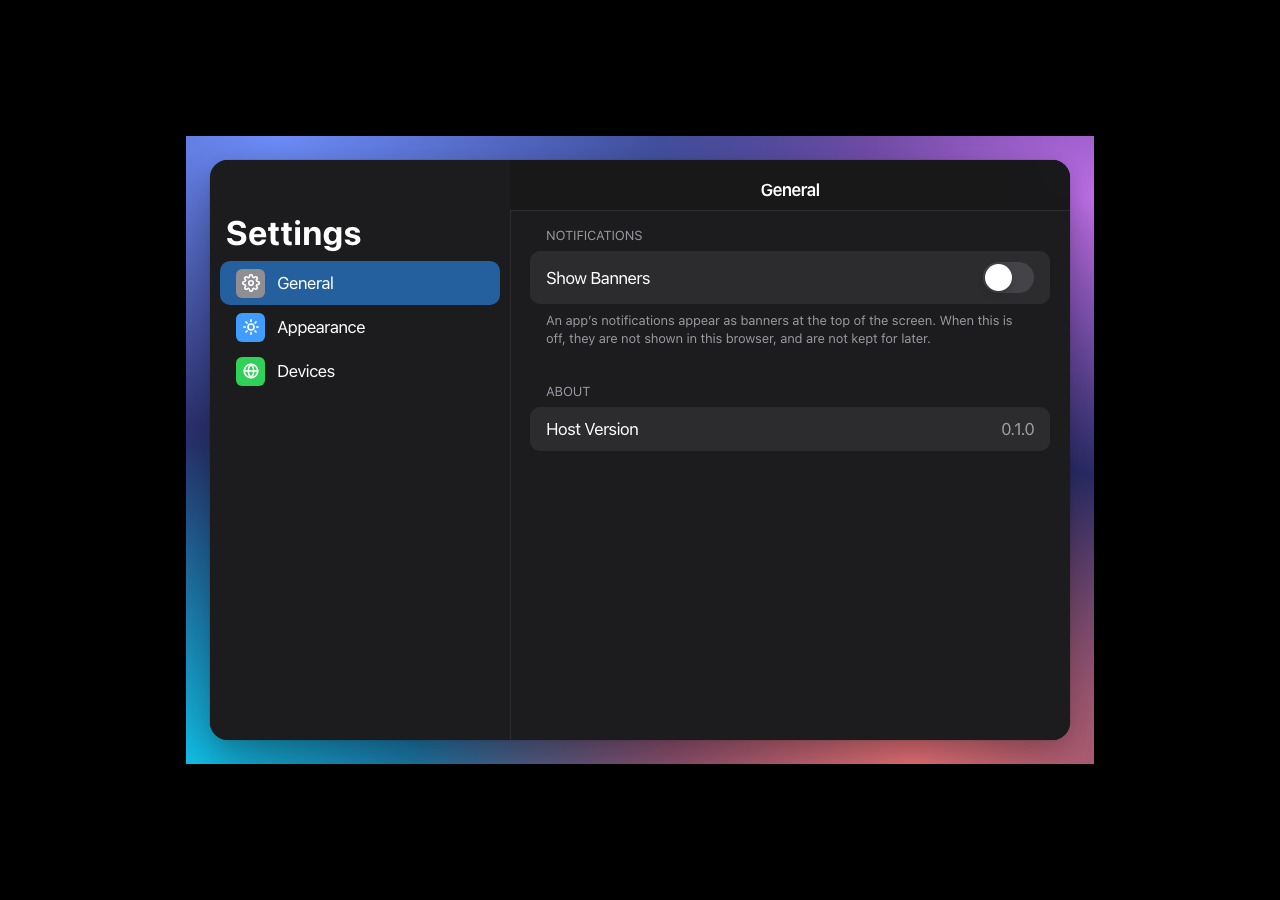 Settings
General
Appearance
Devices
General
NOTIFICATIONS
Show Banners
An app's notifications appear as banners at the top of the screen. When this is
off, they are not shown in this browser, and are not kept for later.
ABOUT
Host Version 0.1.0